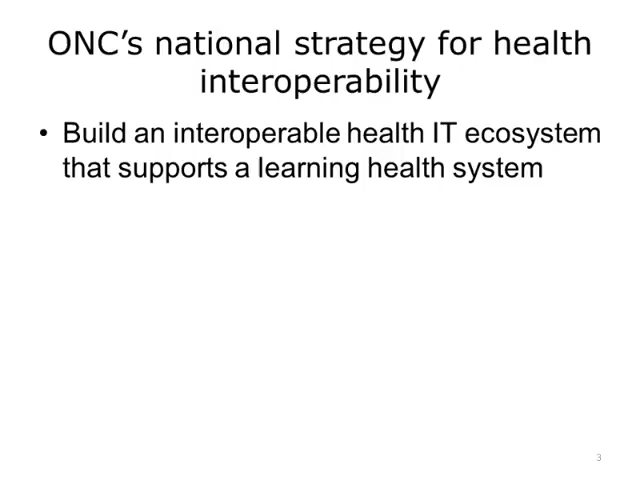 ONC’s national strategy for health
interoperability
• Build an interoperable health IT ecosystem
that supports a learning health system
3